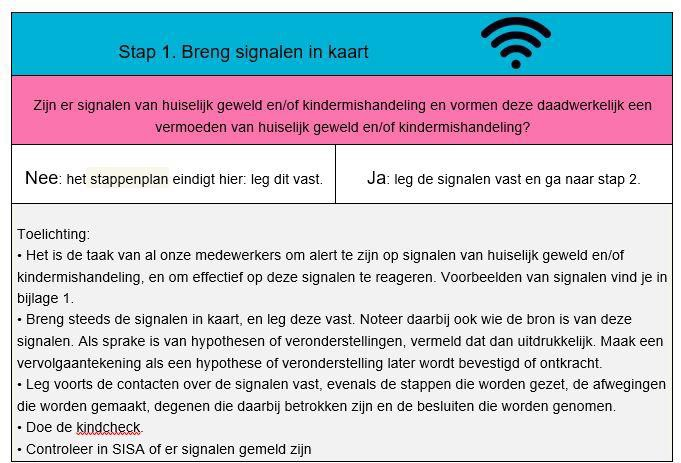 Stap 1. Breng signalen in kaart
Zijn er signalen van huiselijk geweld en/of kindermishandeling en vormen deze daadwerkelijk een
vermoeden van huiselijk geweld en/of kindermishandeling?
Nee: het stappenplan eindigt hier: leg dit vast.
Ja: leg de signalen vast en ga naar stap 2.
Toelichting:
• Het is de taak van al onze medewerkers om alert te zijn op signalen van huiselijk geweld en/of
kindermishandeling, en om effectief op deze signalen te reageren. Voorbeelden van signalen vind je in
bijlage 1.
• Breng steeds de signalen in kaart, en leg deze vast. Noteer daarbij ook wie de bron is van deze
signalen. Als sprake is van hypothesen of veronderstellingen, vermeld dat dan uitdrukkelijk. Maak een
vervolgaantekening als een hypothese of veronderstelling later wordt bevestigd of ontkracht.
• Leg voorts de contacten over de signalen vast, evenals de stappen die worden gezet, de afwegingen
die worden gemaakt, degenen die daarbij betrokken zijn en de besluiten die worden genomen.
• Doe de kindcheck.
• Controleer in SISA of er signalen gemeld zijn